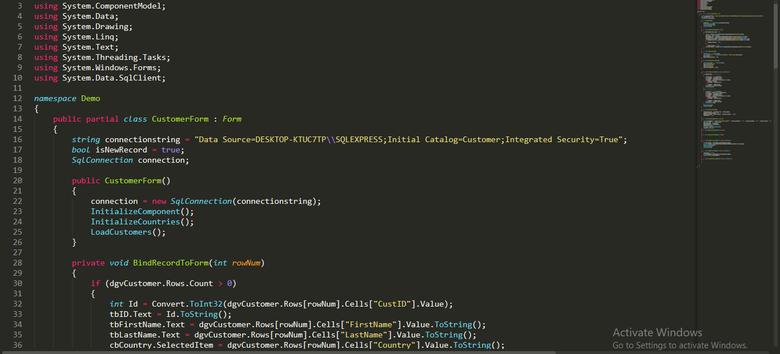 3 using System.ComponentModel;
4 using System.Data;
5 using System.Drawing;
6 using System.Linq;
7 using System.Text;
8 using System.Threading.Tasks;
9 using System.Windows.Forms;
10 using System.Data.SqlClient;
11
12 namespace Demo
13 {
14 public partial class CustomerForm : Form
15 {
16 string connectionstring = "Data Source=DESKTOP-KTUC7TP\\SQLEXPRESS;Initial Catalog=Customer;Integrated Security=True";
17 bool isNewRecord = true;
18 SqlConnection connection;
19
20 public CustomerForm()
21 {
22 connection = new SqlConnection(connectionstring);
23 InitializeComponent();
24 InitializeCountries();
25 LoadCustomers();
26 }
27
28 private void BindRecordToForm(int rowNum)
29 {
30 if (dgvCustomer.Rows.Count > 0)
31 {
32 int Id = Convert.ToInt32(dgvCustomer.Rows[rowNum].Cells["CustID"].Value);
33 tbID.Text = Id.ToString();
34 tbFirstName.Text = dgvCustomer.Rows[rowNum].Cells["FirstName"].Value.ToString();
35 tbLastName.Text = dgvCustomer.Rows[rowNum].Cells["LastName"].Value.ToString();
36 cbCountry.SelectedItem = dgvCustomer.Rows[rowNum].Cells["Country"].Value.ToString();
Activate Windows
Go to Settings to activate Windows.